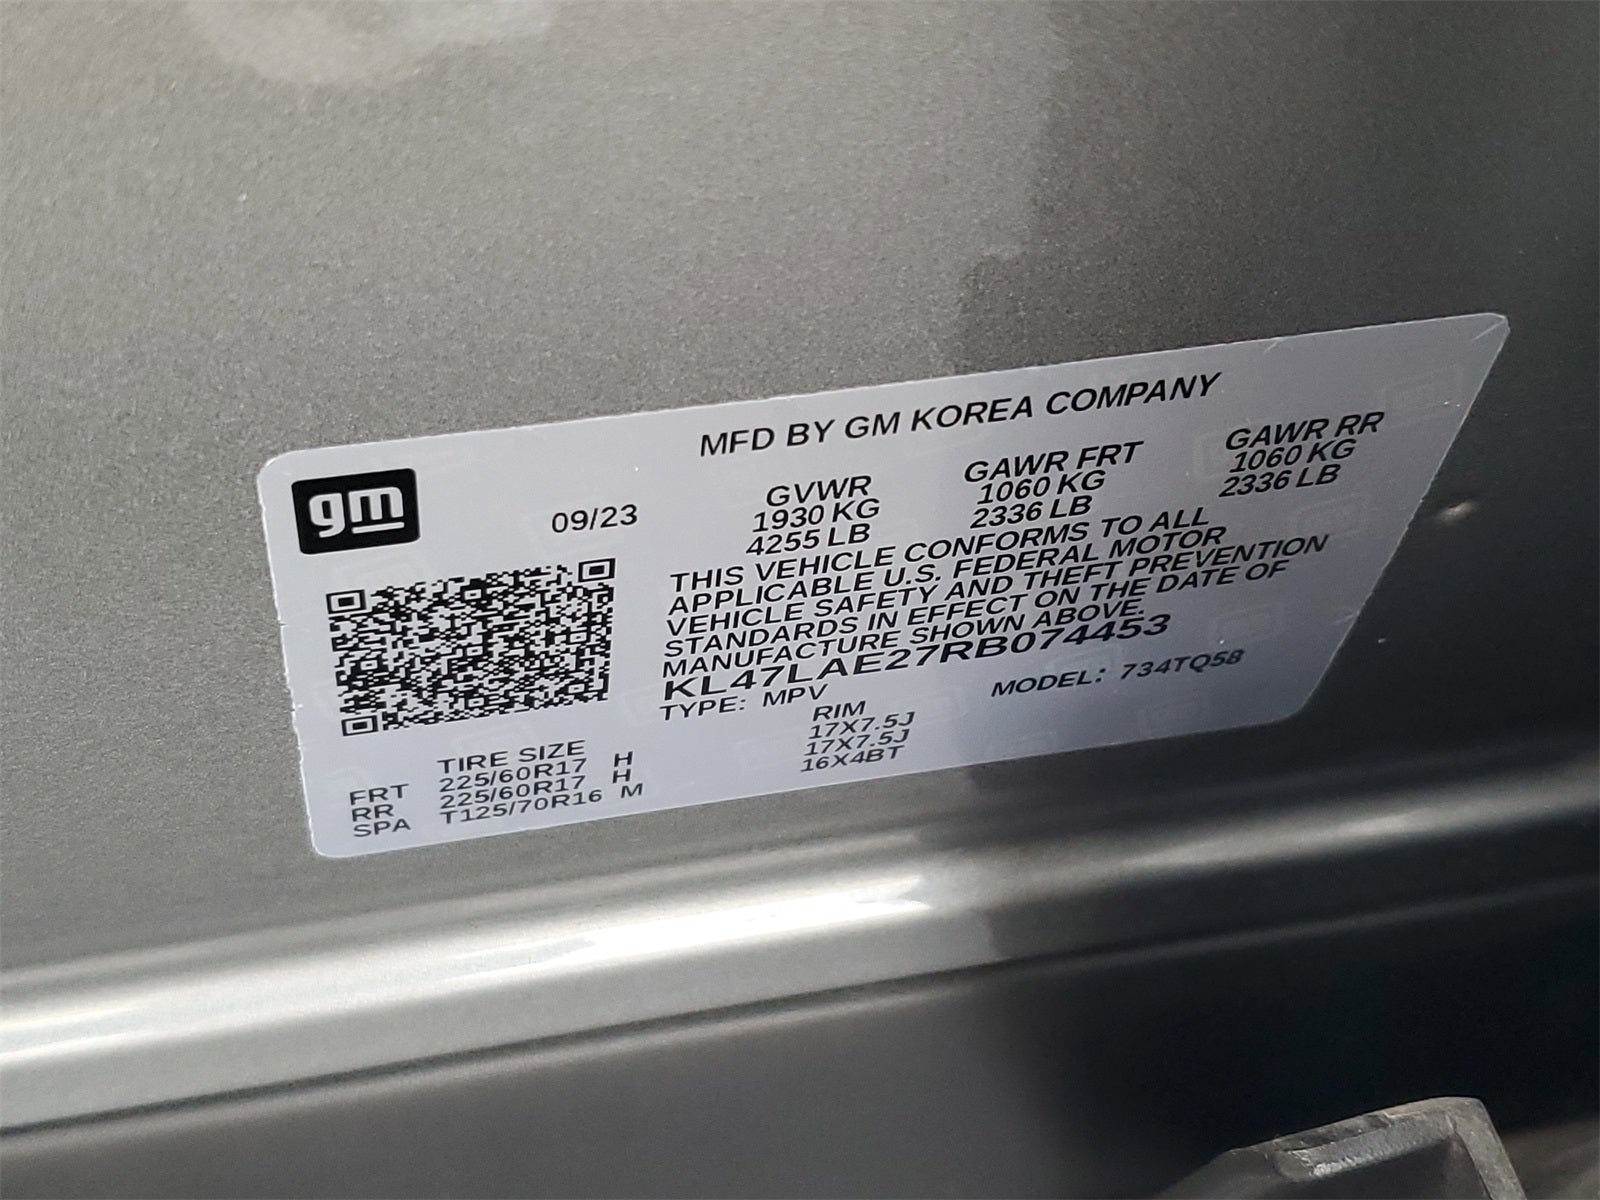 MFD BY GM KOREA COMPANY
gm
09/23
GVWR GAWR FRT GAWR RR
1930 KG 1060 KG 1060 KG
4255 LB 2336 LB 2336 LB
THIS VEHICLE CONFORMS TO ALL
APPLICABLE U.S. FEDERAL MOTOR
VEHICLE SAFETY AND THEFT PREVENTION
STANDARDS IN EFFECT ON THE DATE OF
MANUFACTURE SHOWN ABOVE.
KL47LAE27RB074453
TYPE: MPV MODEL: 734TQ58
TIRE SIZE RIM
FRT 225/60R17 H 17X7.5J
RR 225/60R17 H 17X7.5J
SPA T125/70R16 M 16X4BT